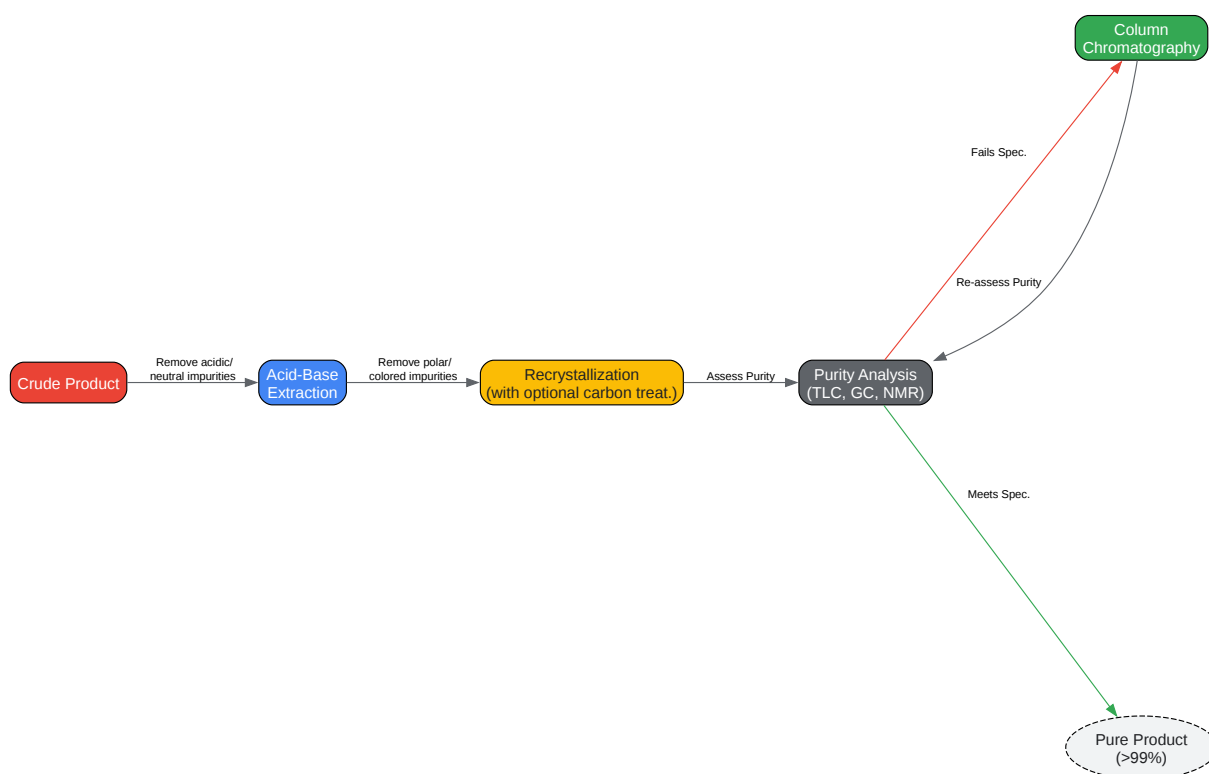 Column
Chromatography
Fails Spec.
Re-assess Purity
Crude Product
Remove acidic/
neutral impurities
Acid-Base
Extraction
Remove polar/
colored impurities
Recrystallization
(with optional carbon treat.)
Assess Purity
Purity Analysis
(TLC, GC, NMR)
Meets Spec.
Pure Product
(>99%)